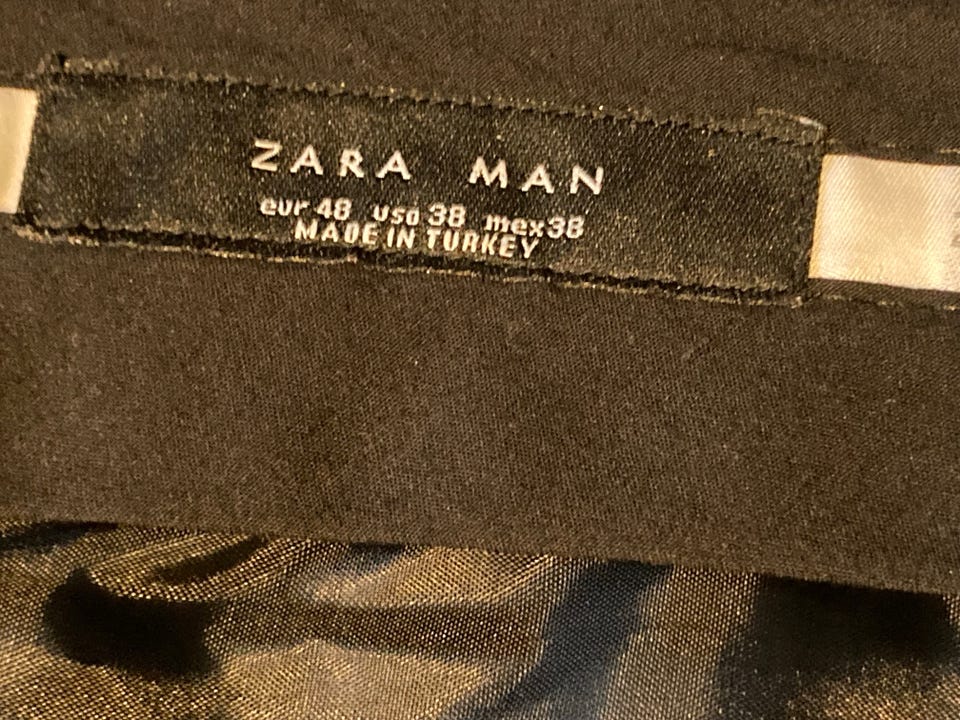 ZARA MAN
eur 48 usa 38 mex 38
MADE IN TURKEY